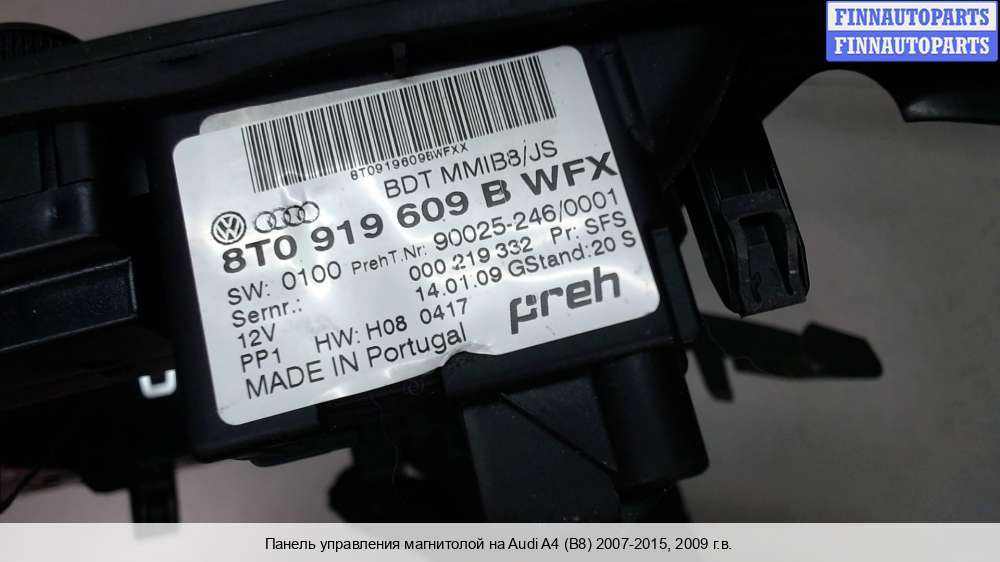 FINNAUTOPARTS
FINNAUTOPARTS
8T0919609BWFXX
BDT MMIB8/JS
8T0 919 609 B WFX
SW: 0100 PrehT.Nr: 90025-246/0001
Sernr.: 000 219 332 Pr: SFS
12V 14.01.09 GStand:20 S
PP1 HW: H08 0417
MADE IN Portugal
preh
Панель управления магнитолой на Audi A4 (B8) 2007-2015, 2009 г.в.